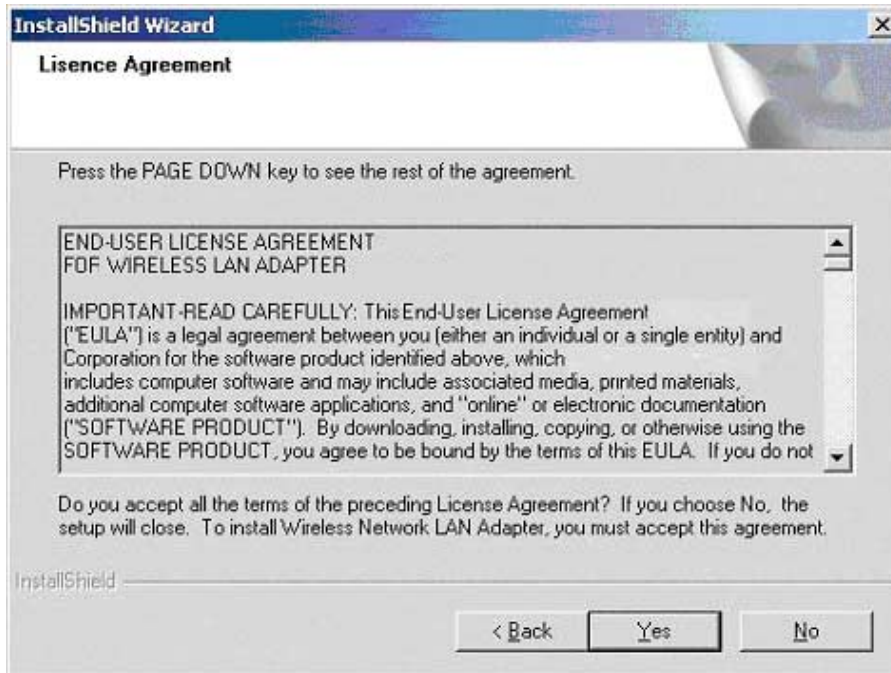 InstallShield Wizard
Lisence Agreement
Press the PAGE DOWN key to see the rest of the agreement.
END-USER LICENSE AGREEMENT
FOR WIRELESS LAN ADAPTER
IMPORTANT-READ CAREFULLY: This End-User License Agreement
("EULA") is a legal agreement between you (either an individual or a single entity) and
Corporation for the software product identified above, which
includes computer software and may include associated media, printed materials,
additional computer software applications, and "online" or electronic documentation
("SOFTWARE PRODUCT"). By downloading, installing, copying, or otherwise using the
SOFTWARE PRODUCT, you agree to be bound by the terms of this EULA. If you do not
Do you accept all the terms of the preceding License Agreement? If you choose No, the
setup will close. To install Wireless Network LAN Adapter, you must accept this agreement.
InstallShield
< Back
Yes
No